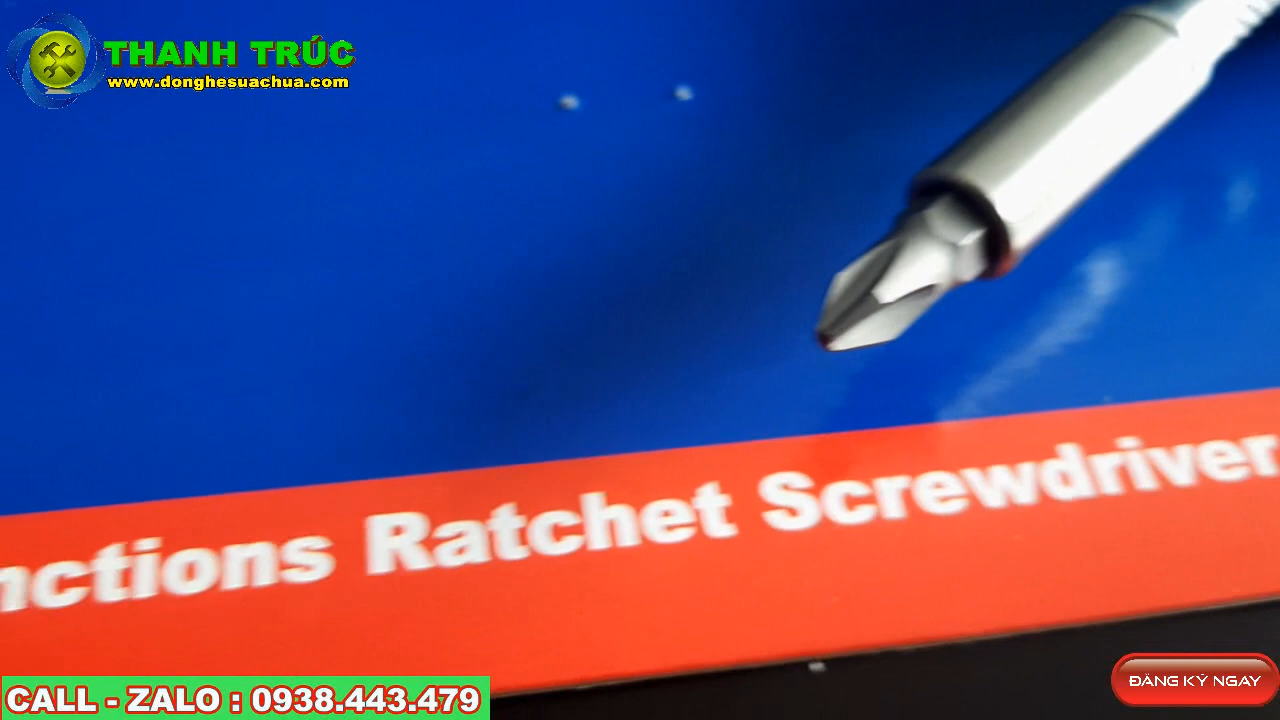 THANH TRÚC
www.donghesuachua.com
nctions Ratchet Screwdriver
CALL - ZALO : 0938.443.479
ĐĂNG KÝ NGAY